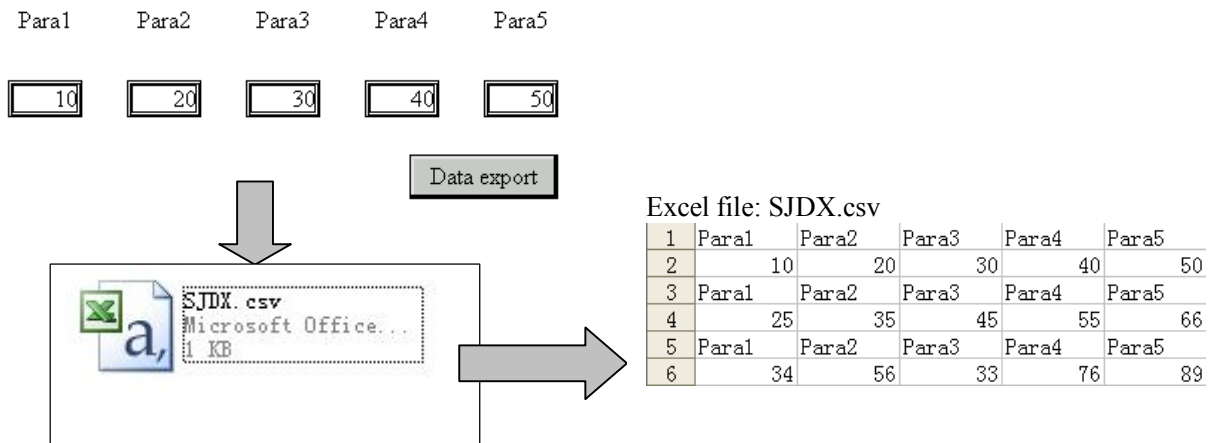 Para1 Para2 Para3 Para4 Para5
10 20 30 40 50
Data export
SJDX.csv
Microsoft Office...
1 KB
Excel file: SJDX.csv
1 Para1 Para2 Para3 Para4 Para5
2 10 20 30 40 50
3 Para1 Para2 Para3 Para4 Para5
4 25 35 45 55 66
5 Para1 Para2 Para3 Para4 Para5
6 34 56 33 76 89